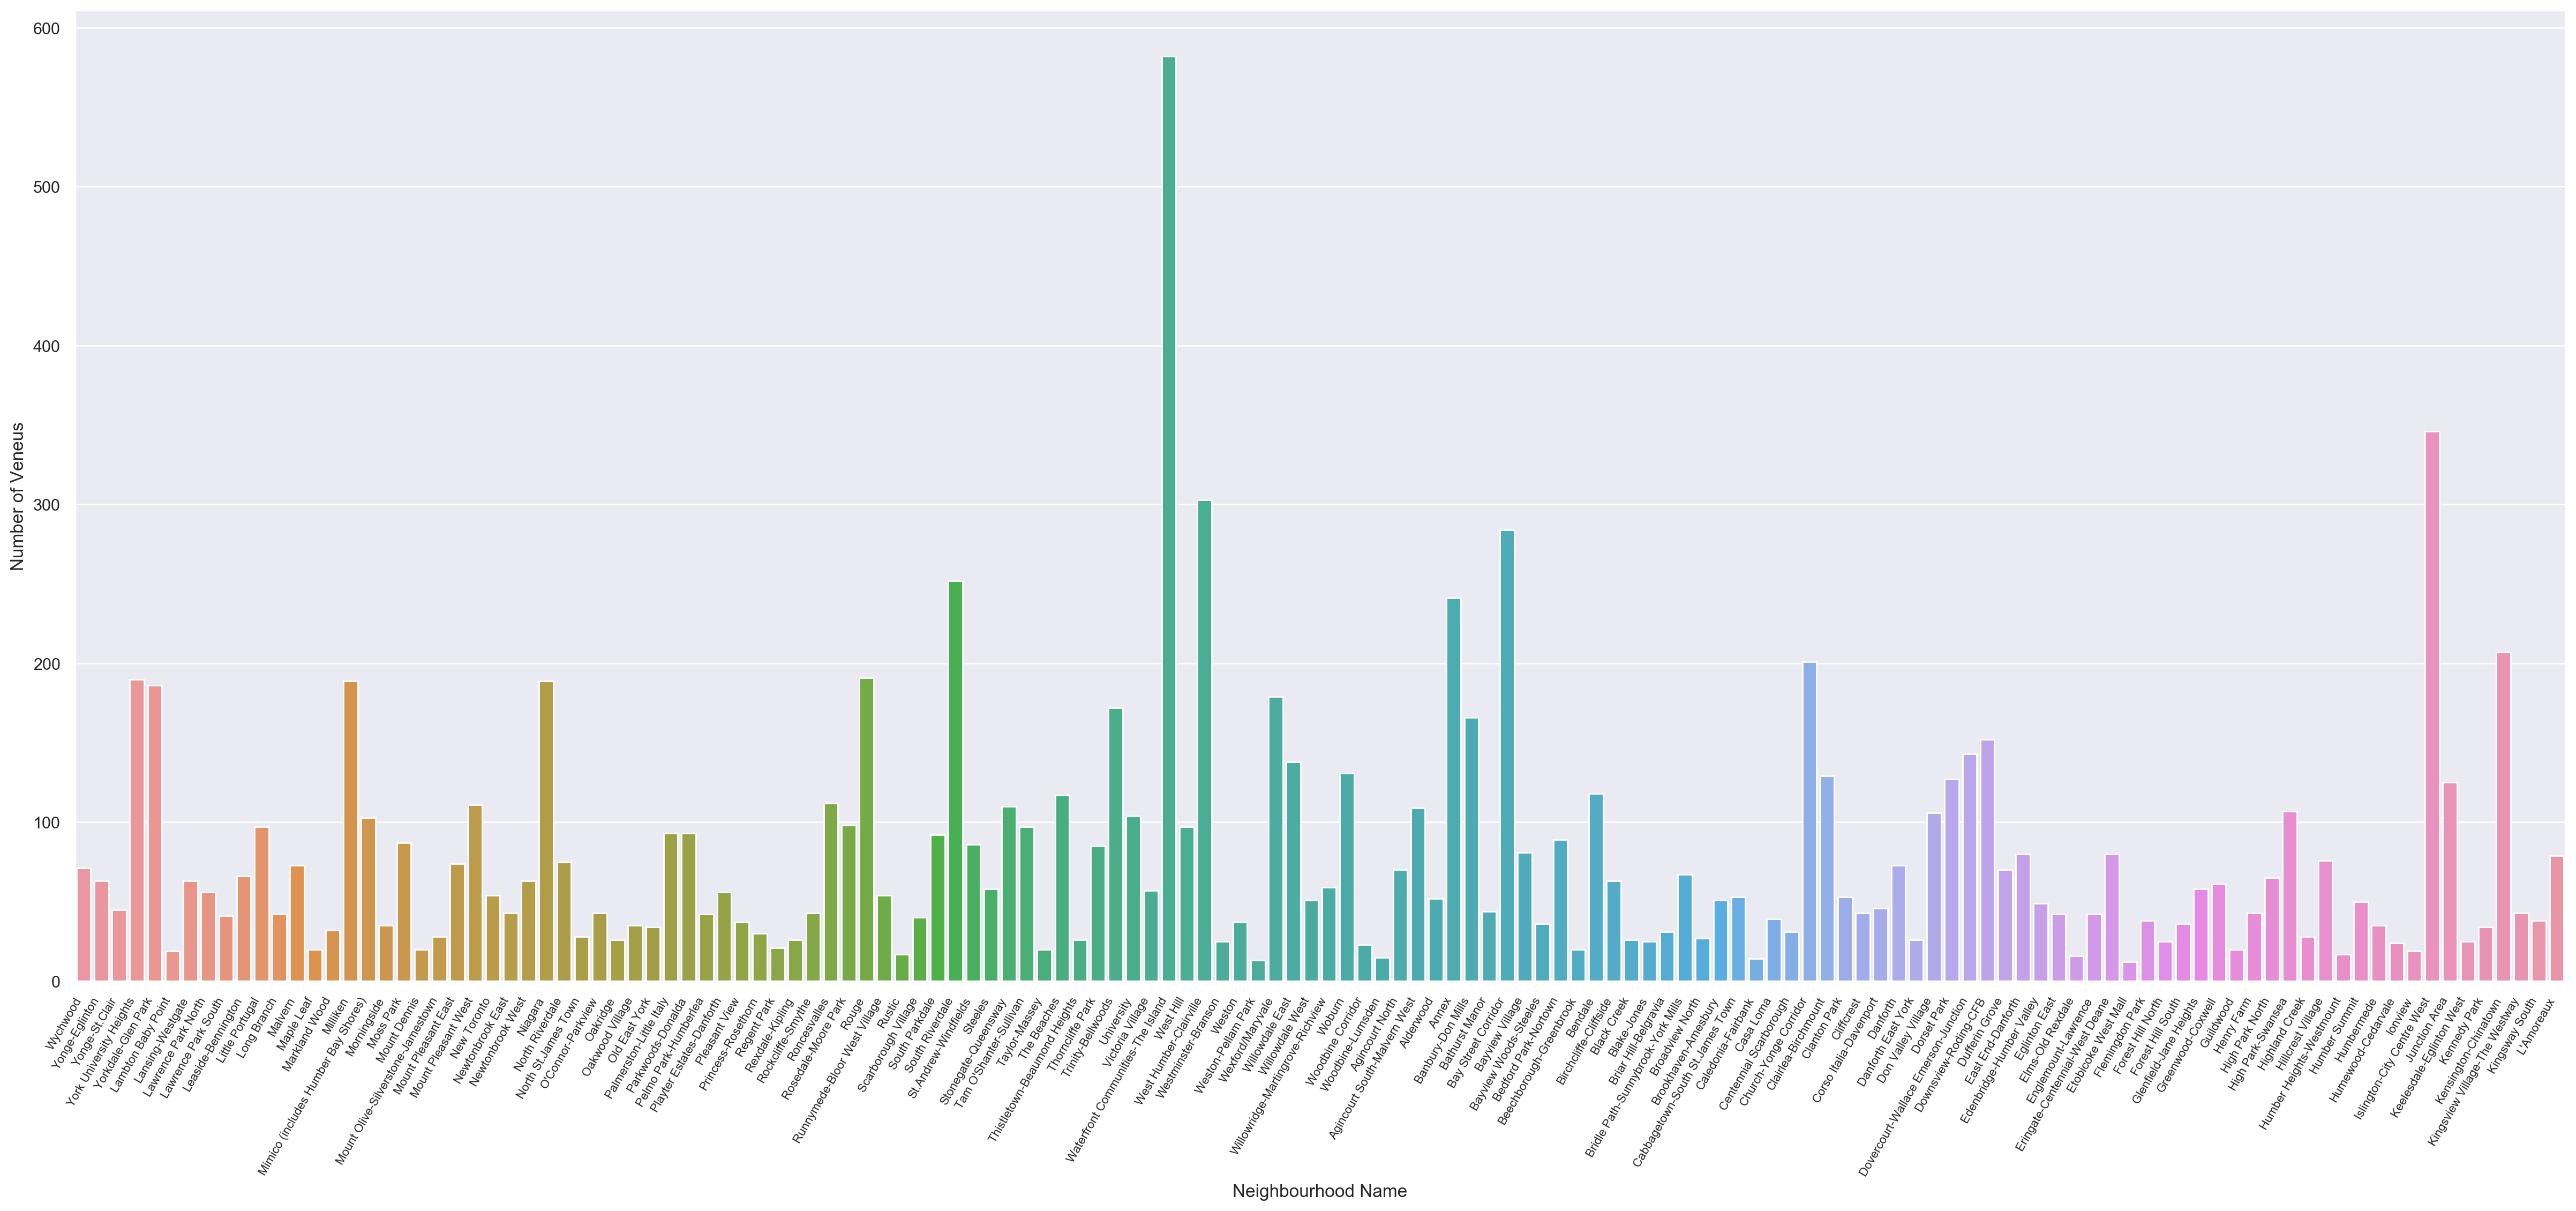 600
500
400
300
200
100
0
Number of Veneus
Wychwood
Yonge-Eglinton
Yonge-St.Clair
York University Heights
Yorkdale-Glen Park
Lambton Baby Point
Lansing-Westgate
Lawrence Park North
Lawrence Park South
Leaside-Bennington
Little Portugal
Long Branch
Malvern
Maple Leaf
Markland Wood
Milliken
Mimico (includes Humber Bay Shores)
Morningside
Moss Park
Mount Dennis
Mount Olive-Silverstone-Jamestown
Mount Pleasant East
Mount Pleasant West
New Toronto
Newtonbrook East
Newtonbrook West
Niagara
North Riverdale
North St.James Town
O'Connor-Parkview
Oakridge
Oakwood Village
Old East York
Palmerston-Little Italy
Parkwoods-Donalda
Pelmo Park-Humberlea
Playter Estates-Danforth
Pleasant View
Princess-Rosethorn
Regent Park
Rexdale-Kipling
Rockcliffe-Smythe
Roncesvalles
Rosedale-Moore Park
Rouge
Runnymede-Bloor West Village
Rustic
Scarborough Village
South Parkdale
South Riverdale
St.Andrew-Windfields
Steeles
Stonegate-Queensway
Tam O'Shanter-Sullivan
Taylor-Massey
The Beaches
Thistletown-Beaumond Heights
Thorncliffe Park
Trinity-Bellwoods
University
Victoria Village
Waterfront Communities-The Island
West Hill
West Humber-Clairville
Westminster-Branson
Weston
Weston-Pellam Park
Wexford/Maryvale
Willowdale East
Willowdale West
Willowridge-Martingrove-Richview
Woburn
Woodbine Corridor
Woodbine-Lumsden
Agincourt North
Agincourt South-Malvern West
Alderwood
Annex
Banbury-Don Mills
Bathurst Manor
Bay Street Corridor
Bayview Village
Bayview Woods-Steeles
Bedford Park-Nortown
Beechborough-Greenbrook
Bendale
Birchcliffe-Cliffside
Black Creek
Blake-Jones
Briar Hill-Belgravia
Bridle Path-Sunnybrook-York Mills
Broadview North
Brookhaven-Amesbury
Cabbagetown-South St.James Town
Caledonia-Fairbank
Casa Loma
Centennial Scarborough
Church-Yonge Corridor
Clairlea-Birchmount
Clanton Park
Cliffcrest
Corso Italia-Davenport
Danforth
Danforth East York
Don Valley Village
Dorset Park
Dovercourt-Wallace Emerson-Junction
Downsview-Roding-CFB
Dufferin Grove
East End-Danforth
Edenbridge-Humber Valley
Eglinton East
Elms-Old Rexdale
Englemount-Lawrence
Eringate-Centennial-West Deane
Etobicoke West Mall
Flemingdon Park
Forest Hill North
Forest Hill South
Glenfield-Jane Heights
Greenwood-Coxwell
Guildwood
Henry Farm
High Park North
High Park-Swansea
Highland Creek
Hillcrest Village
Humber Heights-Westmount
Humber Summit
Humbermede
Humewood-Cedarvale
Ionview
Islington-City Centre West
Junction Area
Keelesdale-Eglinton West
Kennedy Park
Kensington-Chinatown
Kingsview Village-The Westway
Kingsway South
L'Amoreaux
Neighbourhood Name